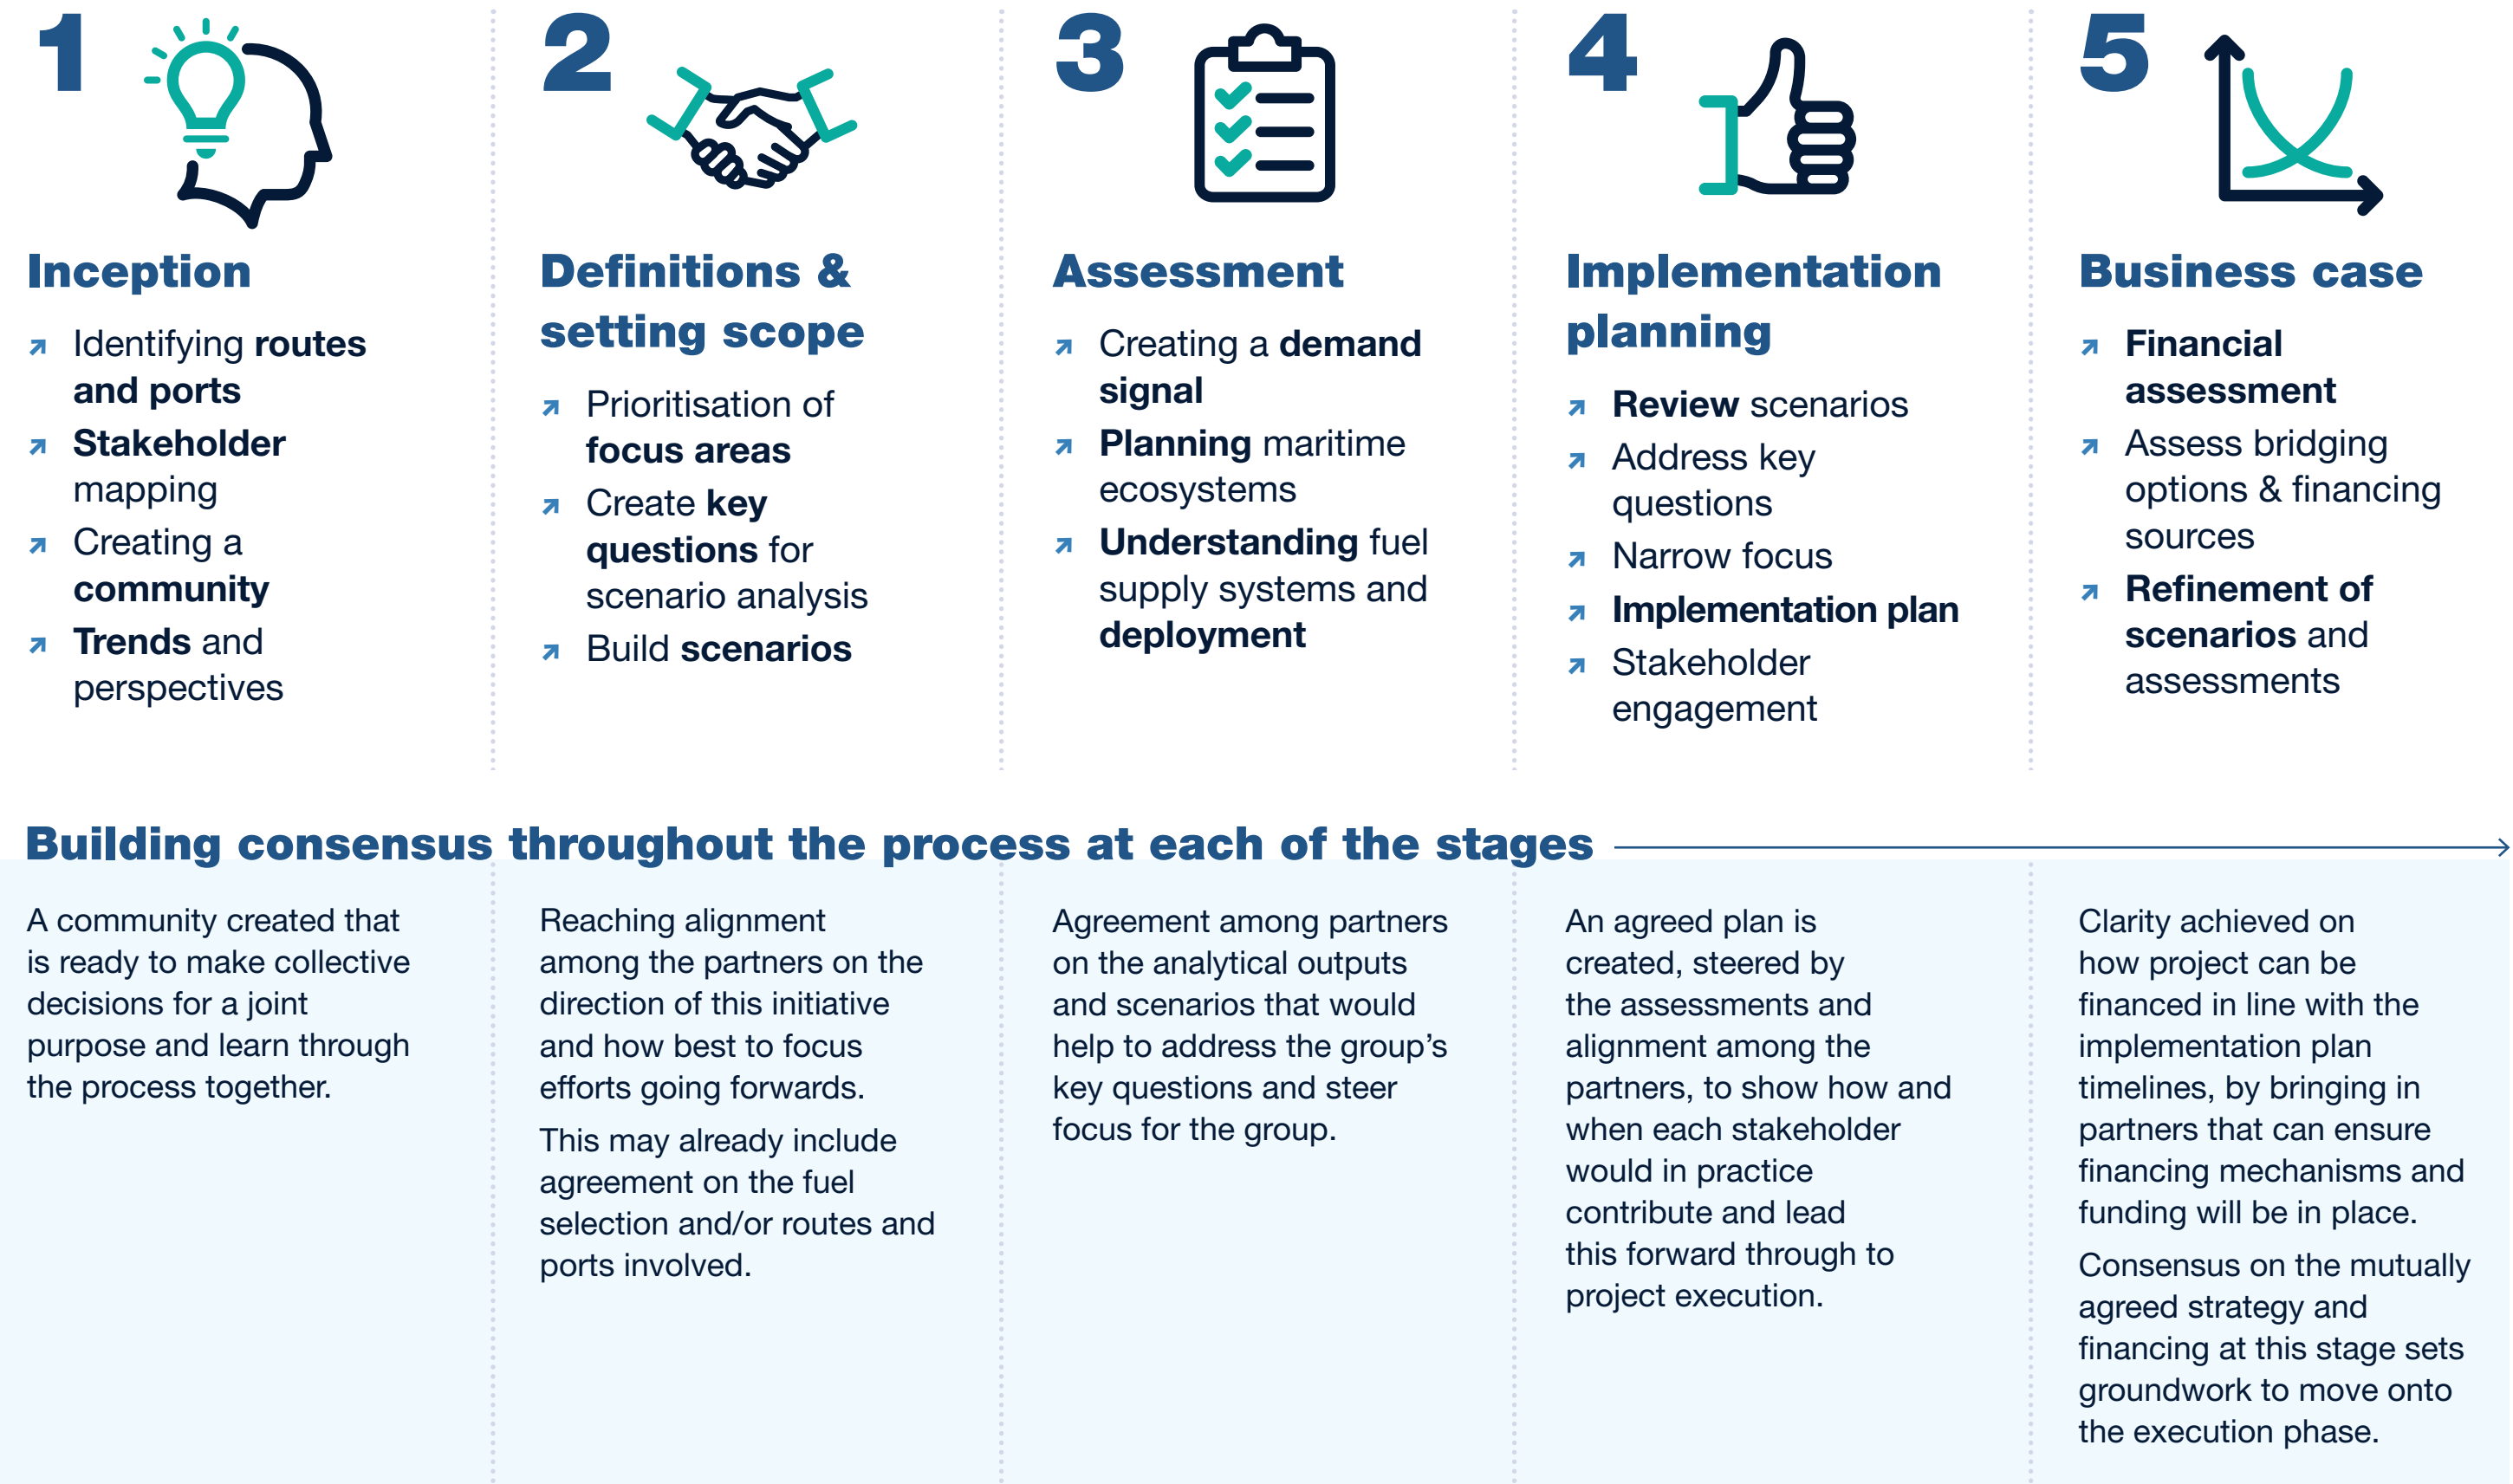 1
Inception
Identifying routes
and ports
Stakeholder
mapping
Creating a
community
Trends and
perspectives
2
Definitions &
setting scope
Prioritisation of
focus areas
Create key
questions for
scenario analysis
Build scenarios
3
Assessment
Creating a demand
signal
Planning maritime
ecosystems
Understanding fuel
supply systems and
deployment
4
Implementation
planning
Review scenarios
Address key
questions
Narrow focus
Implementation plan
Stakeholder
engagement
5
Business case
Financial
assessment
Assess bridging
options & financing
sources
Refinement of
scenarios and
assessments
Building consensus throughout the process at each of the stages
A community created that
is ready to make collective
decisions for a joint
purpose and learn through
the process together.
Reaching alignment
among the partners on the
direction of this initiative
and how best to focus
efforts going forwards.
This may already include
agreement on the fuel
selection and/or routes and
ports involved.
Agreement among partners
on the analytical outputs
and scenarios that would
help to address the group’s
key questions and steer
focus for the group.
An agreed plan is
created, steered by
the assessments and
alignment among the
partners, to show how and
when each stakeholder
would in practice
contribute and lead
this forward through to
project execution.
Clarity achieved on
how project can be
financed in line with the
implementation plan
timelines, by bringing in
partners that can ensure
financing mechanisms and
funding will be in place.
Consensus on the mutually
agreed strategy and
financing at this stage sets
groundwork to move onto
the execution phase.